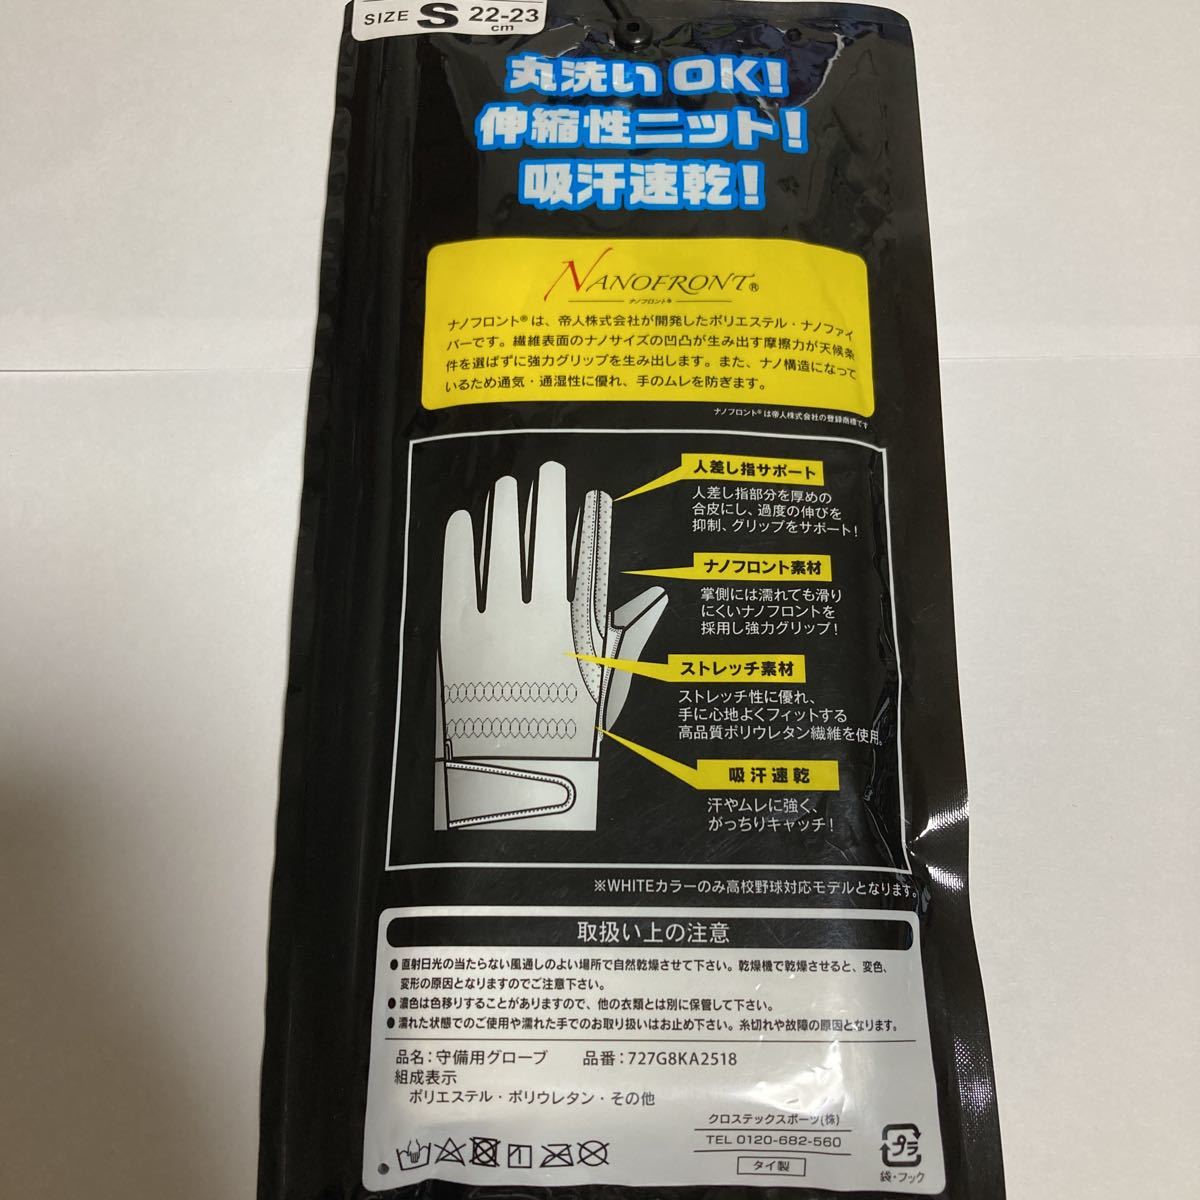 SIZE S 22-23 cm
丸洗い OK!
伸縮性ニット!
吸汗速乾!
NANOFRONT®
ナノフロント®
ナノフロント®は、帝人株式会社が開発したポリエステル・ナノファイ
バーです。繊維表面のナノサイズの凹凸が生み出す摩擦力が天候条
件を選ばずに強力グリップを生み出します。また、ナノ構造になって
いるため通気・通湿性に優れ、手のムレを防ぎます。
ナノフロント®は帝人株式会社の登録商標です
人差し指サポート
人差し指部分を厚めの
合皮にし、過度の伸びを
抑制、グリップをサポート!
ナノフロント素材
掌側には濡れても滑り
にくいナノフロントを
採用し強力グリップ!
ストレッチ素材
ストレッチ性に優れ、
手に心地よくフィットする
高品質ポリウレタン繊維を使用。
吸汗速乾
汗やムレに強く、
がっちりキャッチ!
※WHITEカラーのみ高校野球対応モデルとなります。
取扱い上の注意
●直射日光の当たらない風通しのよい場所で自然乾燥させて下さい。乾燥機で乾燥させると、変色、
変形の原因となりますのでご注意下さい。
●濃色は色移りすることがありますので、他の衣類とは別に保管して下さい。
●濡れた状態でのご使用や濡れた手でのお取り扱いはお止め下さい。糸切れや故障の原因となります。
品名:守備用グローブ 品番:727G8KA2518
組成表示
ポリエステル・ポリウレタン・その他
クロステックスポーツ(株)
TEL 0120-682-560
タイ製
プラ
袋・フック